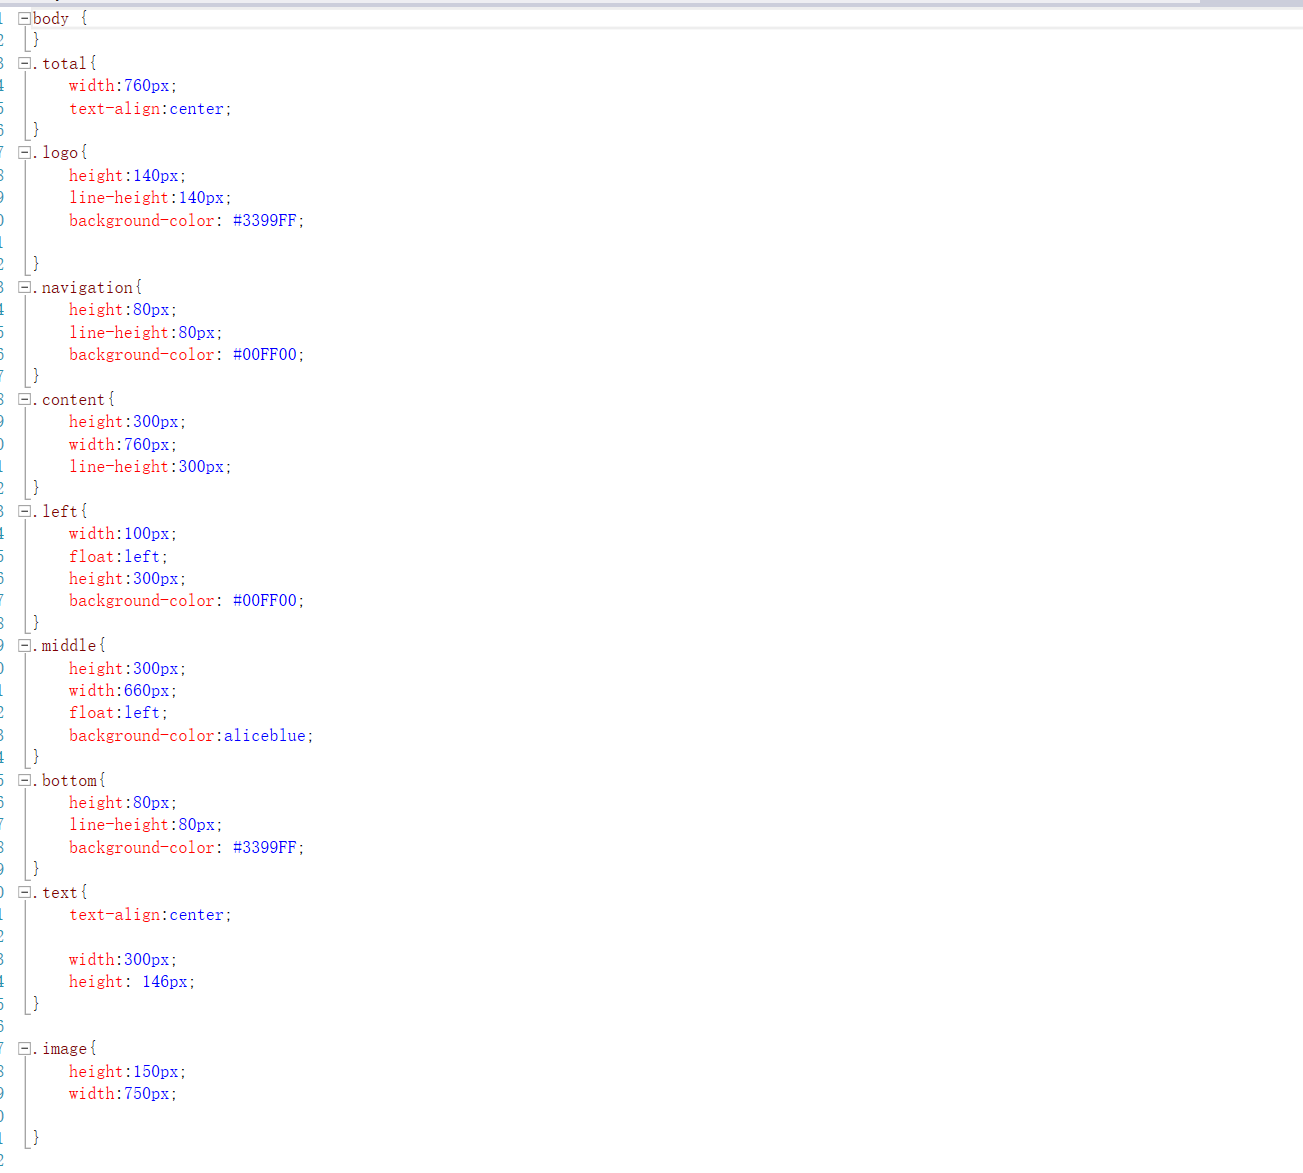 body {
}
.total{
width:760px;
text-align:center;
}
.logo{
height:140px;
line-height:140px;
background-color: #3399FF;
}
.navigation{
height:80px;
line-height:80px;
background-color: #00FF00;
}
.content{
height:300px;
width:760px;
line-height:300px;
}
.left{
width:100px;
float:left;
height:300px;
background-color: #00FF00;
}
.middle{
height:300px;
width:660px;
float:left;
background-color:aliceblue;
}
.bottom{
height:80px;
line-height:80px;
background-color: #3399FF;
}
.text{
text-align:center;
width:300px;
height: 146px;
}
.image{
height:150px;
width:750px;
}